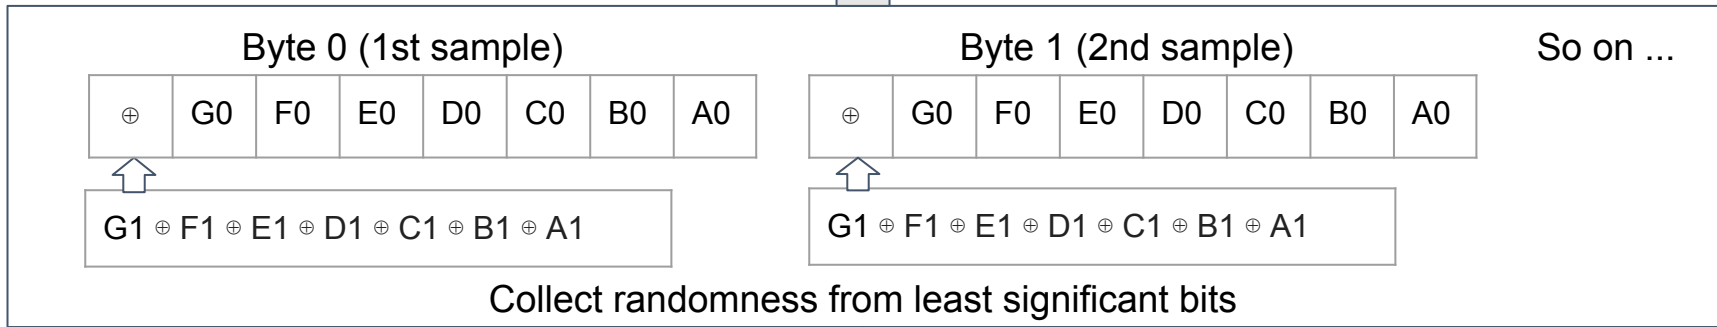 Byte 0 (1st sample) Byte 1 (2nd sample) So on ...
⊕ G0 F0 E0 D0 C0 B0 A0 ⊕ G0 F0 E0 D0 C0 B0 A0
G1 ⊕ F1 ⊕ E1 ⊕ D1 ⊕ C1 ⊕ B1 ⊕ A1 G1 ⊕ F1 ⊕ E1 ⊕ D1 ⊕ C1 ⊕ B1 ⊕ A1
Collect randomness from least significant bits